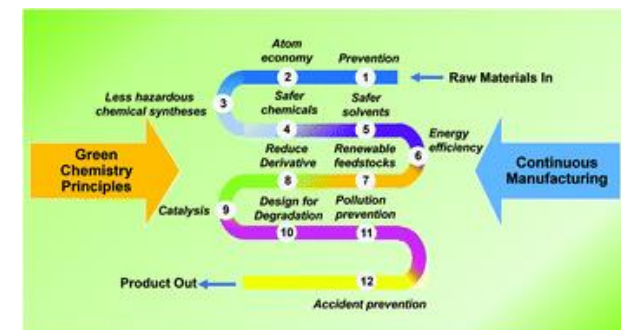 Atom
economy
Prevention
2
1
Raw Materials In
Less hazardous
chemical syntheses
3
Safer
chemicals
Safer
solvents
4
5
Energy
efficiency
6
Green
Chemistry
Principles
Reduce
Derivative
Renewable
feedstocks
Continuous
Manufacturing
8
7
Catalysis
9
Design for
Degradation
Pollution
prevention
10
11
Product Out
12
Accident prevention